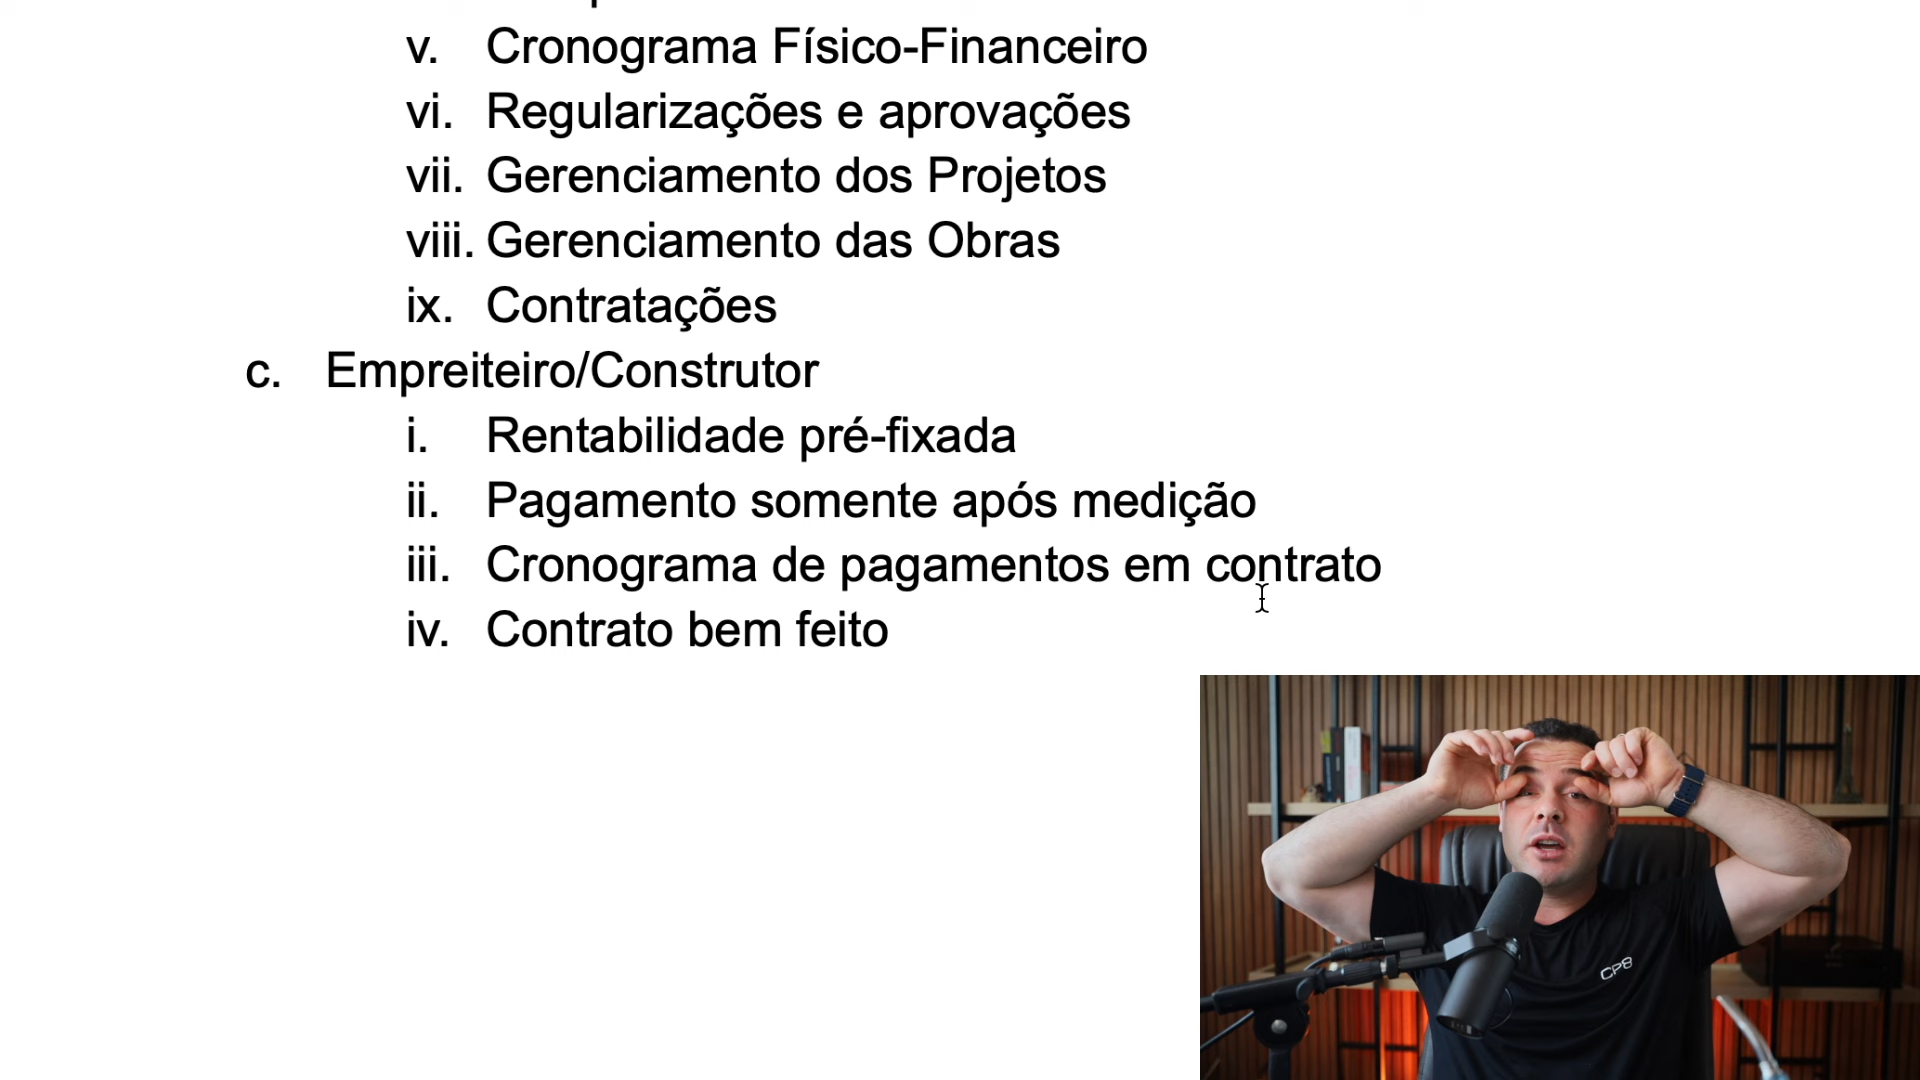 v. Cronograma Físico-Financeiro
vi. Regularizações e aprovações
vii. Gerenciamento dos Projetos
viii. Gerenciamento das Obras
ix. Contratações
c. Empreiteiro/Construtor
i. Rentabilidade pré-fixada
ii. Pagamento somente após medição
iii. Cronograma de pagamentos em contrato
iv. Contrato bem feito
CP8